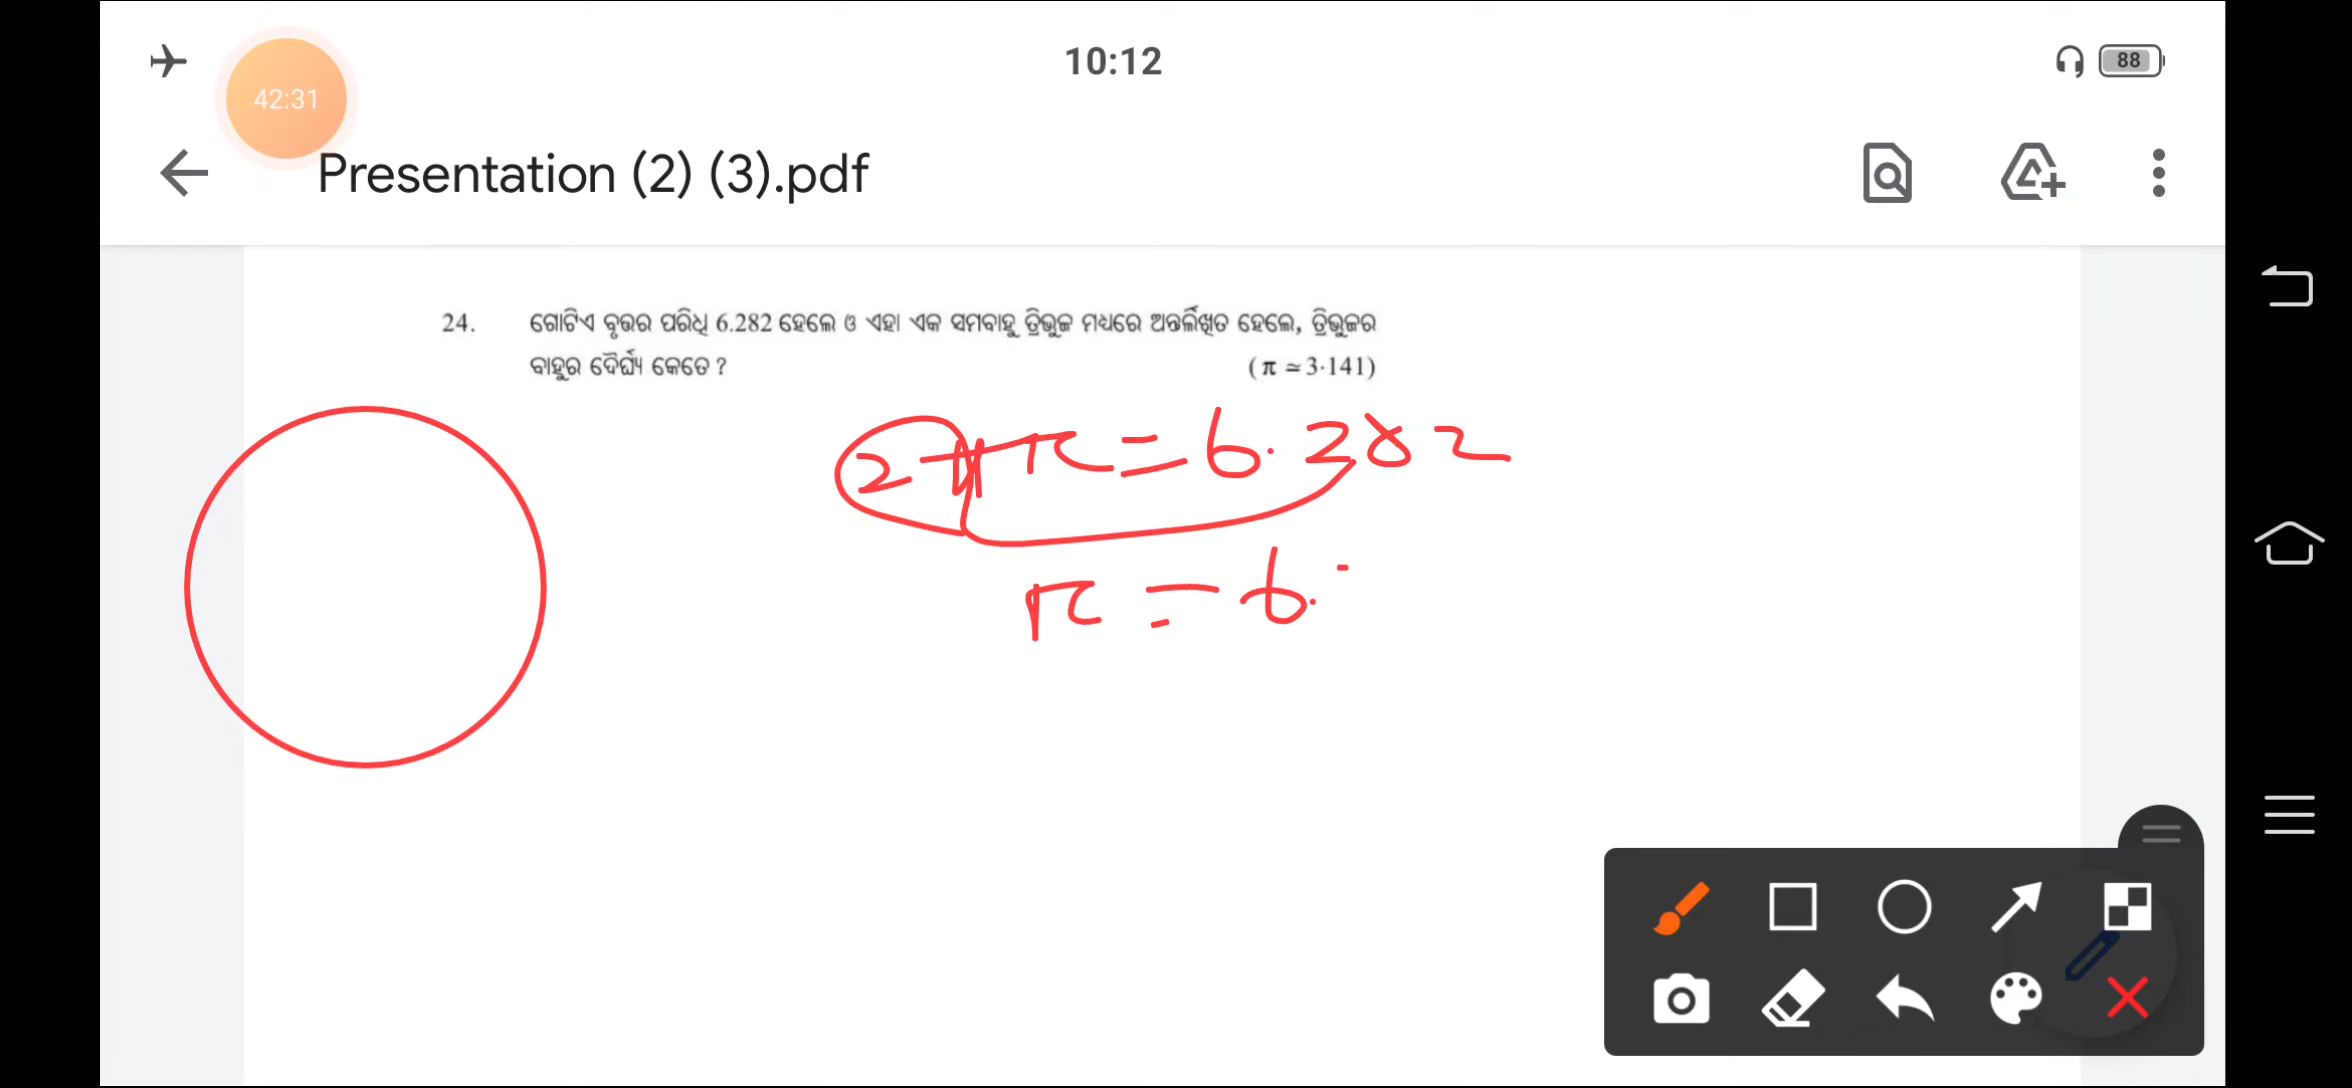 42:31
10:12
88
Presentation (2) (3).pdf
24. ଗୋଟିଏ ବୃତ୍ତର ପରିଧି 6.282 ହେଲେ ଓ ଏହା ଏକ ସମବାହୁ ତ୍ରିଭୁଜ ମଧ୍ୟରେ ଅନ୍ତର୍ଲିଖିତ ହେଲେ, ତ୍ରିଭୁଜର
ବାହୁର ଦୈର୍ଘ୍ୟ କେତେ ? (π ≃ 3·141)
2πr = 6.282
r = 6.